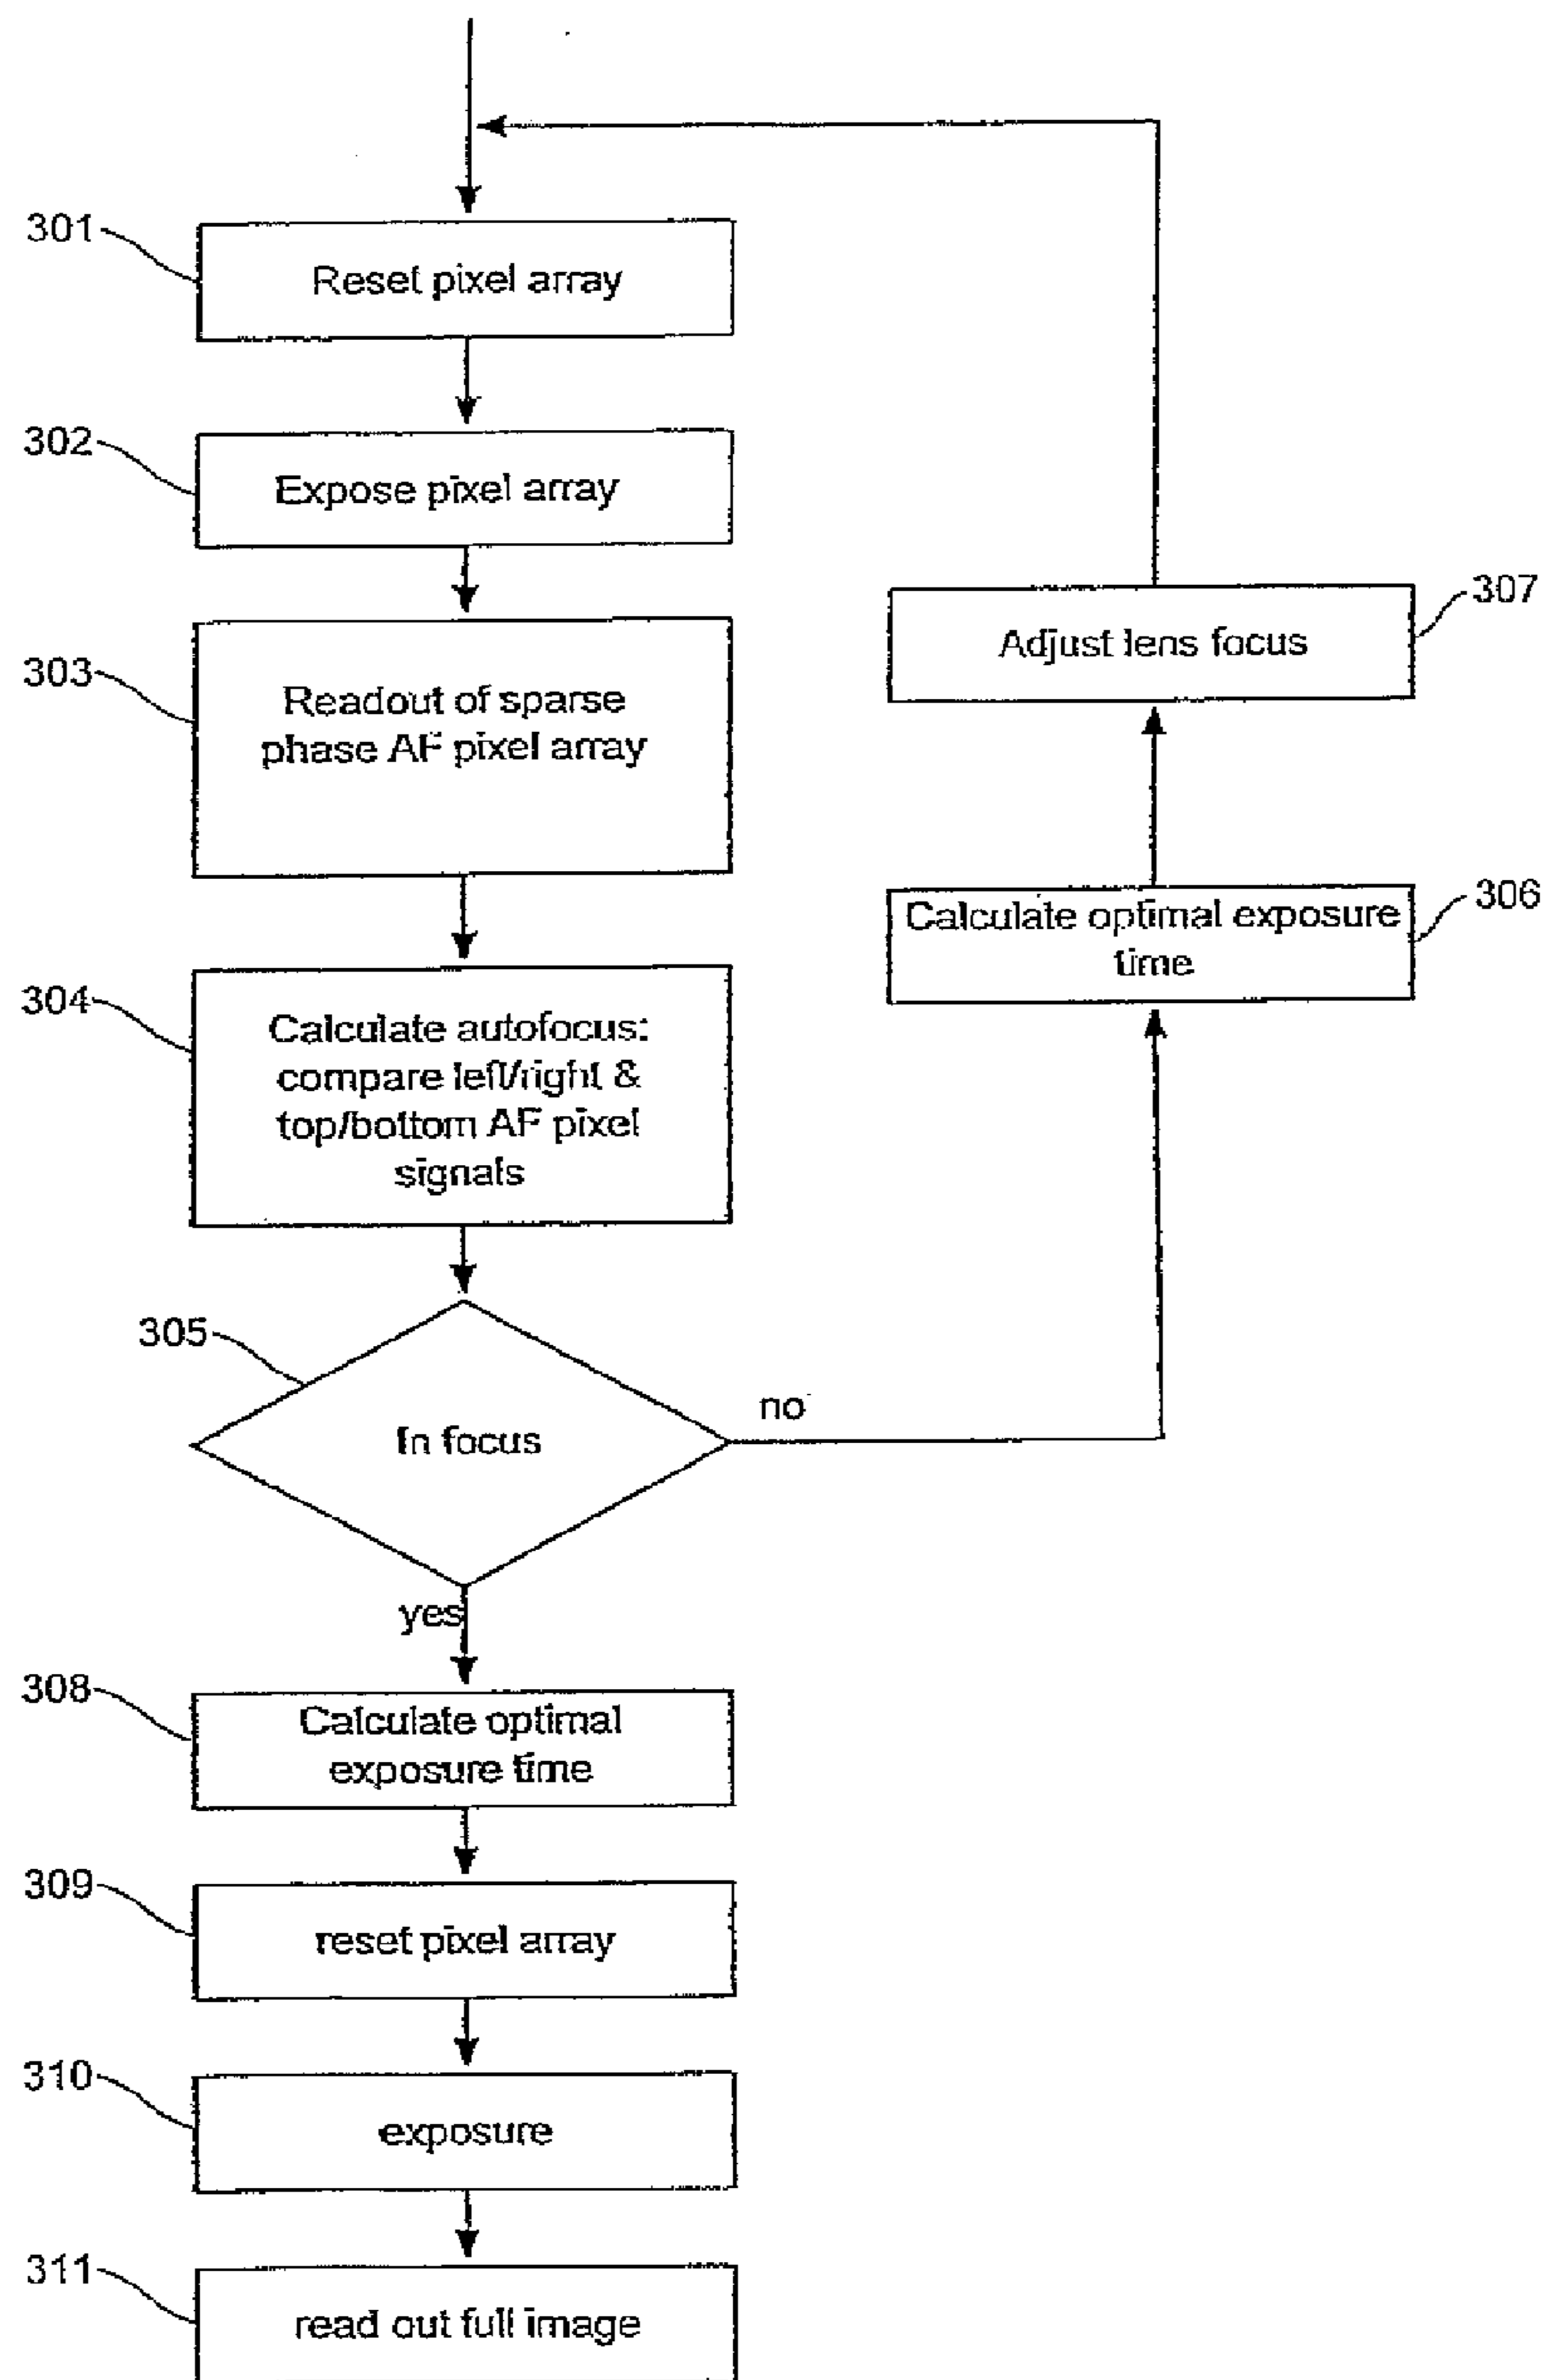 301
Reset pixel array
302
Expose pixel array
303
Readout of sparse
phase AF pixel array
304
Calculate autofocus:
compare left/right &
top/bottom AF pixel
signals
305
In focus
no
306
Calculate optimal exposure
time
307
Adjust lens focus
yes
308
Calculate optimal
exposure time
309
reset pixel array
310
exposure
311
read out full image